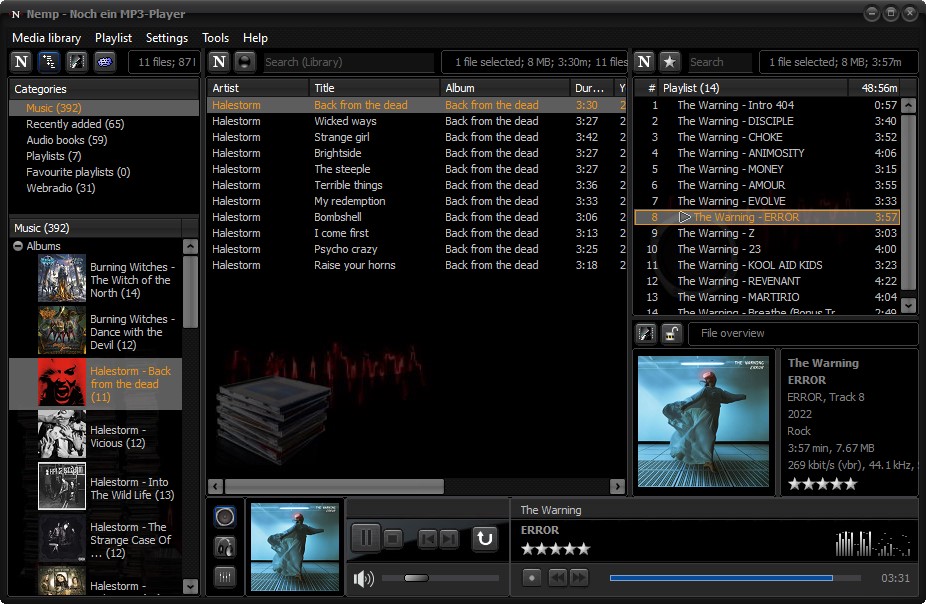 N Nemp - Noch ein MP3-Player
Media library Playlist Settings Tools Help
N 11 files; 87
Categories
Music (392)
Recently added (65)
Audio books (59)
Playlists (7)
Favourite playlists (0)
Webradio (31)
Music (392)
Albums
Burning Witches -
The Witch of the
North (14)
Burning Witches -
Dance with the
Devil (12)
Halestorm - Back
from the dead
(11)
Halestorm -
Vicious (12)
Halestorm - Into
The Wild Life (13)
Halestorm - The
Strange Case Of
... (12)
Halestorm -
N Search (Library) 1 file selected; 8 MB; 3:30m; 11 files
Artist Title Album Dur... Y
Halestorm Back from the dead Back from the dead 3:30 2
Halestorm Wicked ways Back from the dead 3:27 2
Halestorm Strange girl Back from the dead 3:42 2
Halestorm Brightside Back from the dead 3:27 2
Halestorm The steeple Back from the dead 3:27 2
Halestorm Terrible things Back from the dead 3:36 2
Halestorm My redemption Back from the dead 3:33 2
Halestorm Bombshell Back from the dead 3:06 2
Halestorm I come first Back from the dead 3:13 2
Halestorm Psycho crazy Back from the dead 3:25 2
Halestorm Raise your horns Back from the dead 3:18 2
N Search 1 file selected; 8 MB; 3:57m
# Playlist (14) 48:56m
1 The Warning - Intro 404 0:57
2 The Warning - DISCIPLE 3:40
3 The Warning - CHOKE 3:52
4 The Warning - ANIMOSITY 4:06
5 The Warning - MONEY 3:15
6 The Warning - AMOUR 3:55
7 The Warning - EVOLVE 3:33
8 The Warning - ERROR 3:57
9 The Warning - Z 3:03
10 The Warning - 23 4:00
11 The Warning - KOOL AID KIDS 3:23
12 The Warning - REVENANT 4:22
13 The Warning - MARTIRIO 4:04
14 The Warning - Breathe (Bonus Tr 2:49
File overview
THE WARNING
ERROR
The Warning
ERROR
ERROR, Track 8
2022
Rock
3:57 min, 7.67 MB
269 kbit/s (vbr), 44.1 kHz,
The Warning
ERROR
03:31